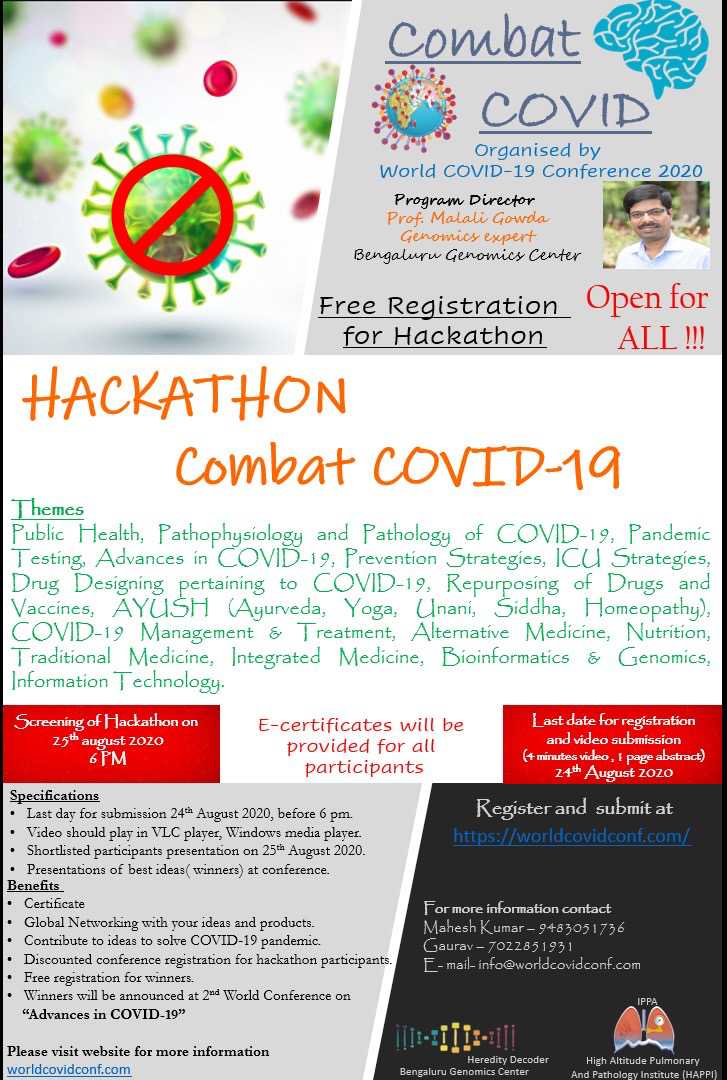 Combat
COVID
Organised by
World COVID-19 Conference 2020
Program Director
Prof. Malali Gowda
Genomics expert
Bengaluru Genomics Center
Free Registration
for Hackathon
Open for
ALL !!!
HACKATHON
Combat COVID-19
Themes
Public Health, Pathophysiology and Pathology of COVID-19, Pandemic
Testing, Advances in COVID-19, Prevention Strategies, ICU Strategies,
Drug Designing pertaining to COVID-19, Repurposing of Drugs and
Vaccines, AYUSH (Ayurveda, Yoga, Unani, Siddha, Homeopathy),
COVID-19 Management & Treatment, Alternative Medicine, Nutrition,
Traditional Medicine, Integrated Medicine, Bioinformatics & Genomics,
Information Technology.
Screening of Hackathon on
25th august 2020
6 PM
E-certificates will be
provided for all
participants
Last date for registration
and video submission
(4 minutes video , 1 page abstract)
24th August 2020
Specifications
• Last day for submission 24th August 2020, before 6 pm.
• Video should play in VLC player, Windows media player.
• Shortlisted participants presentation on 25th August 2020.
• Presentations of best ideas( winners) at conference.
Benefits
• Certificate
• Global Networking with your ideas and products.
• Contribute to ideas to solve COVID-19 pandemic.
• Discounted conference registration for hackathon participants.
• Free registration for winners.
• Winners will be announced at 2nd World Conference on
"Advances in COVID-19"
Please visit website for more information
worldcovidconf.com
Register and submit at
https://worldcovidconf.com/
For more information contact
Mahesh Kumar – 9483051736
Gaurav – 7022851931
E- mail- info@worldcovidconf.com
Heredity Decoder
Bengaluru Genomics Center
IPPA
High Altitude Pulmonary
And Pathology Institute (HAPPI)